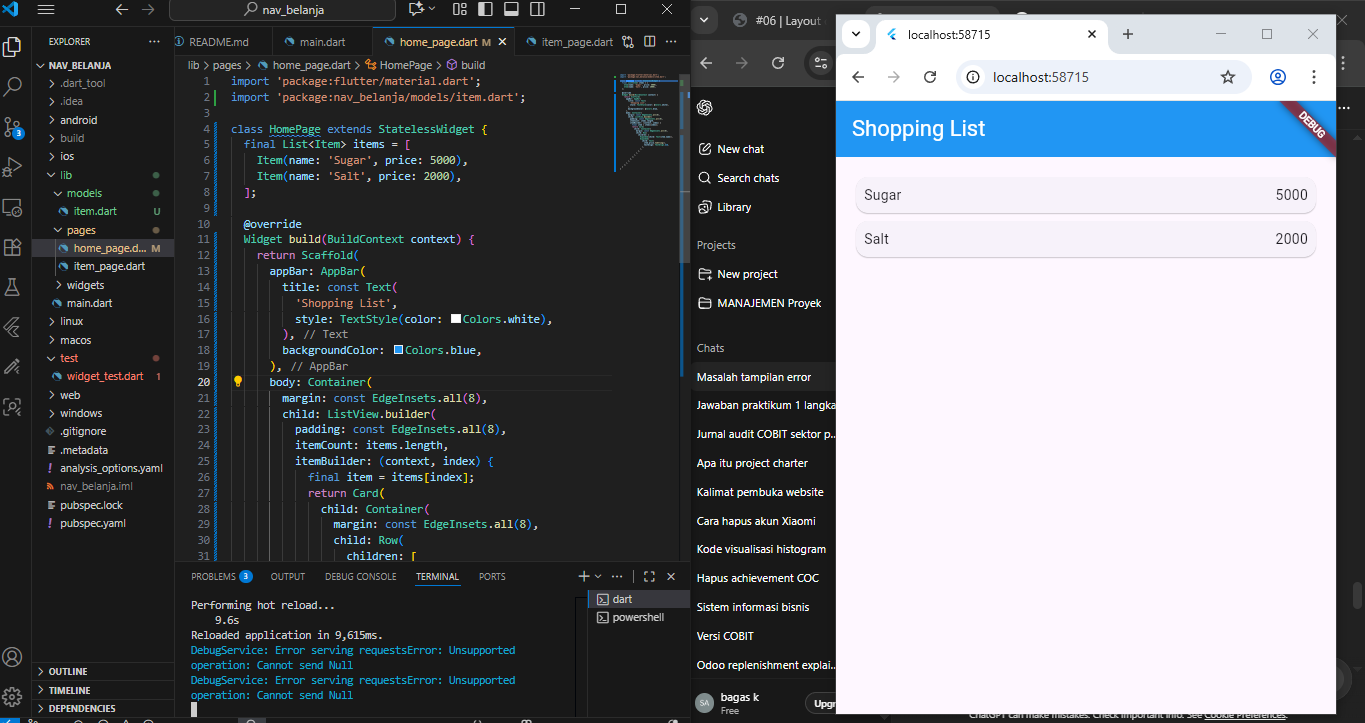 nav_belanja
EXPLORER
NAV_BELANJA
.dart_tool
.idea
android
build
ios
lib
models
item.dart U
pages
home_page.d... M
item_page.dart
widgets
main.dart
linux
macos
test
widget_test.dart 1
web
windows
.gitignore
.metadata
analysis_options.yaml
nav_belanja.iml
pubspec.lock
pubspec.yaml
OUTLINE
TIMELINE
DEPENDENCIES
3
README.md
main.dart
home_page.dart M
item_page.dart
lib > pages > home_page.dart > HomePage > build
1 import 'package:flutter/material.dart';
2 import 'package:nav_belanja/models/item.dart';
3
4 class HomePage extends StatelessWidget {
5 final List<Item> items = [
6 Item(name: 'Sugar', price: 5000),
7 Item(name: 'Salt', price: 2000),
8 ];
9
10 @override
11 Widget build(BuildContext context) {
12 return Scaffold(
13 appBar: AppBar(
14 title: const Text(
15 'Shopping List',
16 style: TextStyle(color: Colors.white),
17 ), // Text
18 backgroundColor: Colors.blue,
19 ), // AppBar
20 body: Container(
21 margin: const EdgeInsets.all(8),
22 child: ListView.builder(
23 padding: const EdgeInsets.all(8),
24 itemCount: items.length,
25 itemBuilder: (context, index) {
26 final item = items[index];
27 return Card(
28 child: Container(
29 margin: const EdgeInsets.all(8),
30 child: Row(
31 children: [
PROBLEMS 3 OUTPUT DEBUG CONSOLE TERMINAL PORTS
Performing hot reload...
9.6s
Reloaded application in 9,615ms.
DebugService: Error serving requestsError: Unsupported
operation: Cannot send Null
DebugService: Error serving requestsError: Unsupported
operation: Cannot send Null
dart
powershell
#06 | Layout
New chat
Search chats
Library
Projects
New project
MANAJEMEN Proyek
Chats
Masalah tampilan error
Jawaban praktikum 1 langka
Jurnal audit COBIT sektor p...
Apa itu project charter
Kalimat pembuka website
Cara hapus akun Xiaomi
Kode visualisasi histogram
Hapus achievement COC
Sistem informasi bisnis
Versi COBIT
Odoo replenishment explai...
SA
bagas k
Free
Upgr
localhost:58715
localhost:58715
Shopping List
DEBUG
Sugar 5000
Salt 2000
ChatGPT can make mistakes. Check important info. See Cookie Preferences.